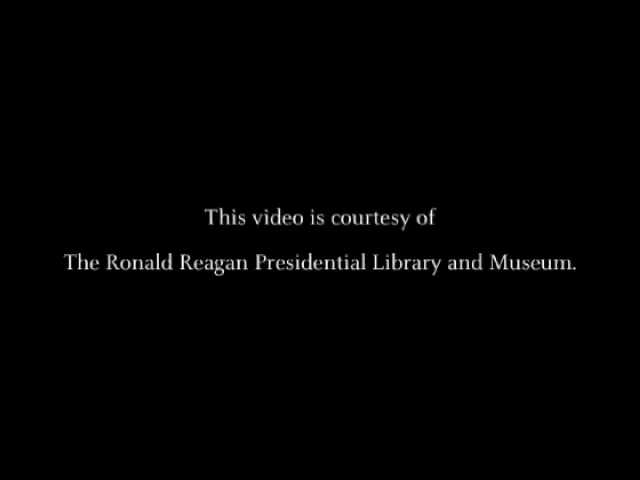 This video is courtesy of
The Ronald Reagan Presidential Library and Museum.